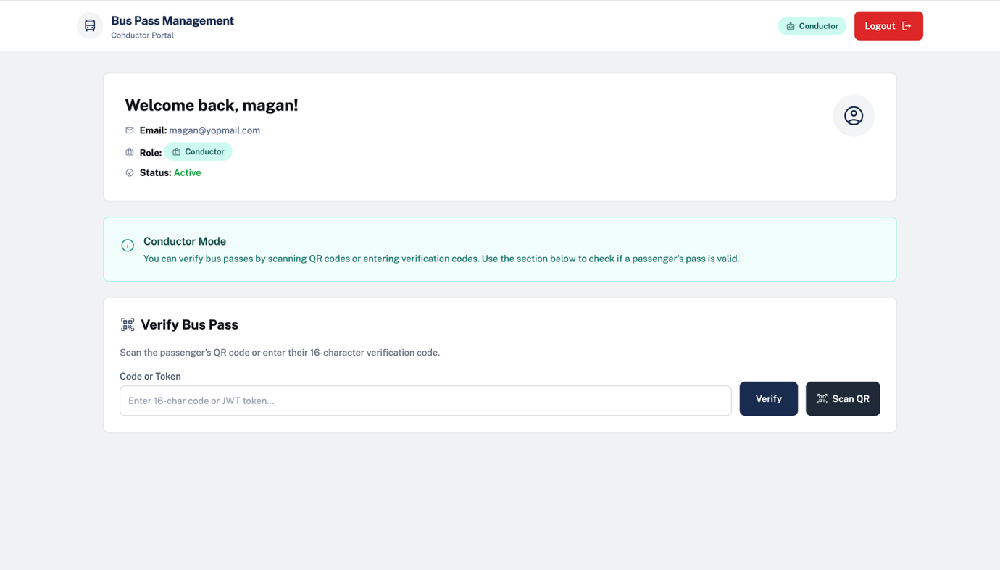 Bus Pass Management
Conductor Portal
Conductor
Logout
Welcome back, magan!
Email: magan@yopmail.com
Role: Conductor
Status: Active
Conductor Mode
You can verify bus passes by scanning QR codes or entering verification codes. Use the section below to check if a passenger's pass is valid.
Verify Bus Pass
Scan the passenger's QR code or enter their 16-character verification code.
Code or Token
Enter 16-char code or JWT token...
Verify
Scan QR